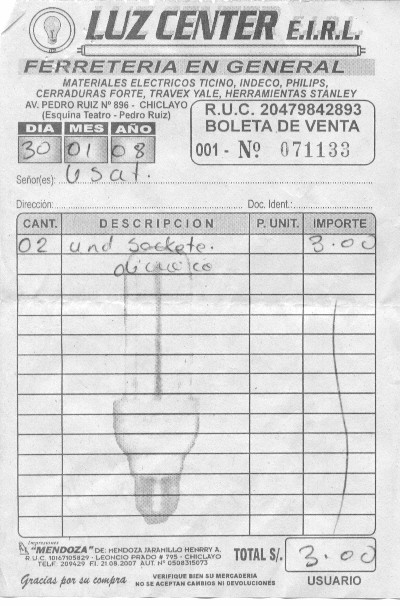 LUZ CENTER E.I.R.L.
FERRETERIA EN GENERAL
MATERIALES ELECTRICOS TICINO, INDECO, PHILIPS,
CERRADURAS FORTE, TRAVEX YALE, HERRAMIENTAS STANLEY
AV. PEDRO RUIZ Nº 896 - CHICLAYO
(Esquina Teatro - Pedro Ruiz)
R.U.C. 20479842893
BOLETA DE VENTA
001 - Nº 071133
DIA MES AÑO
30 01 08
Señor(es): Usat.
Dirección: Doc. Ident.:
CANT. DESCRIPCION P. UNIT. IMPORTE
02 und Sockete. 3.00
dicroico
Impresiones
"MENDOZA" DE: MENDOZA JARAMILLO HENRRY A.
R.U.C. 10167105829 - LEONCIO PRADO # 795 - CHICLAYO
TELF. 209429 F.I. 21.08.2007 AUT. Nº 0508315073
TOTAL S/. 3.00
Gracias por su compra
VERIFIQUE BIEN SU MERCADERIA
NO SE ACEPTAN CAMBIOS NI DEVOLUCIONES
USUARIO